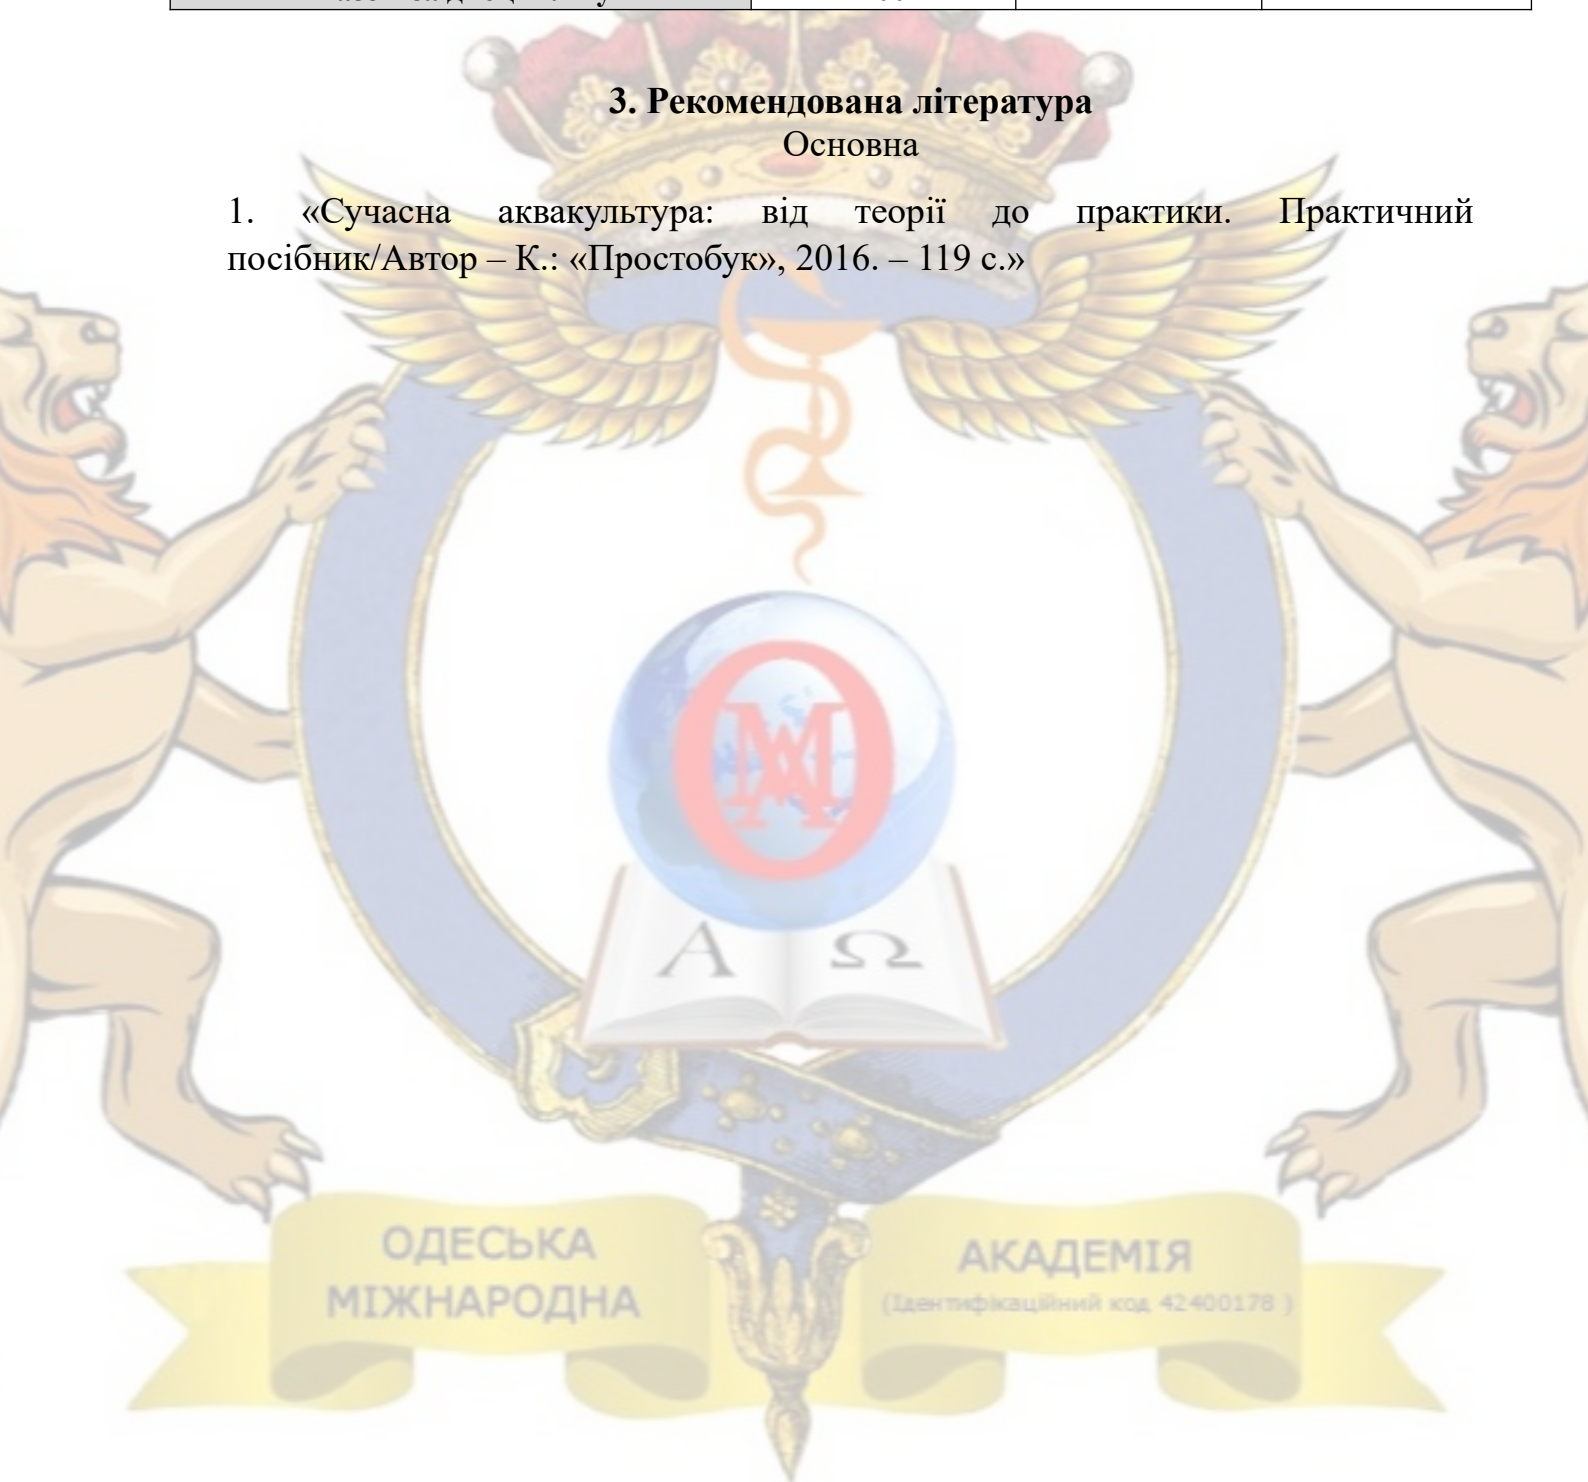 3. Рекомендована література
Основна
1. «Сучасна аквакультура: від теорії до практики. Практичний
посібник/Автор – К.: «Простобук», 2016. – 119 с.»
ОМА
Α Ω
ОДЕСЬКА
МІЖНАРОДНА
АКАДЕМІЯ
(Ідентифікаційний код 42400178 )